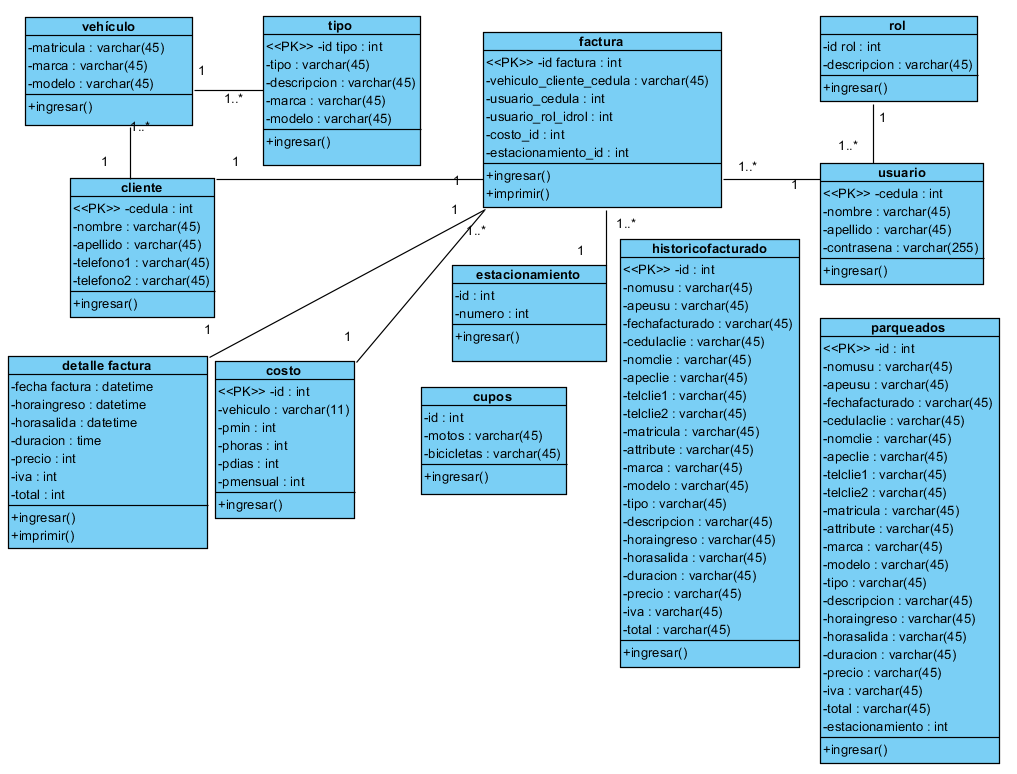 vehículo
-matricula : varchar(45)
-marca : varchar(45)
-modelo : varchar(45)
+ingresar()
1
1..*
tipo
<<PK>> -id tipo : int
-tipo : varchar(45)
-descripcion : varchar(45)
-marca : varchar(45)
-modelo : varchar(45)
+ingresar()
factura
<<PK>> -id factura : int
-vehiculo_cliente_cedula : varchar(45)
-usuario_cedula : int
-usuario_rol_idrol : int
-costo_id : int
-estacionamiento_id : int
+ingresar()
+imprimir()
rol
-id rol : int
-descripcion : varchar(45)
+ingresar()
1
1..*
1..*
1
usuario
<<PK>> -cedula : int
-nombre : varchar(45)
-apellido : varchar(45)
-contrasena : varchar(255)
+ingresar()
1..*
1
1
1
cliente
<<PK>> -cedula : int
-nombre : varchar(45)
-apellido : varchar(45)
-telefono1 : varchar(45)
-telefono2 : varchar(45)
+ingresar()
1
1..*
1
1
1..*
1
estacionamiento
-id : int
-numero : int
+ingresar()
detalle factura
-fecha factura : datetime
-horaingreso : datetime
-horasalida : datetime
-duracion : time
-precio : int
-iva : int
-total : int
+ingresar()
+imprimir()
costo
<<PK>> -id : int
-vehiculo : varchar(11)
-pmin : int
-phoras : int
-pdias : int
-pmensual : int
+ingresar()
cupos
-id : int
-motos : varchar(45)
-bicicletas : varchar(45)
+ingresar()
historicofacturado
<<PK>> -id : int
-nomusu : varchar(45)
-apeusu : varchar(45)
-fechafacturado : varchar(45)
-cedulaclie : varchar(45)
-nomclie : varchar(45)
-apeclie : varchar(45)
-telclie1 : varchar(45)
-telclie2 : varchar(45)
-matricula : varchar(45)
-attribute : varchar(45)
-marca : varchar(45)
-modelo : varchar(45)
-tipo : varchar(45)
-descripcion : varchar(45)
-horaingreso : varchar(45)
-horasalida : varchar(45)
-duracion : varchar(45)
-precio : varchar(45)
-iva : varchar(45)
-total : varchar(45)
+ingresar()
parqueados
<<PK>> -id : int
-nomusu : varchar(45)
-apeusu : varchar(45)
-fechafacturado : varchar(45)
-cedulaclie : varchar(45)
-nomclie : varchar(45)
-apeclie : varchar(45)
-telclie1 : varchar(45)
-telclie2 : varchar(45)
-matricula : varchar(45)
-attribute : varchar(45)
-marca : varchar(45)
-modelo : varchar(45)
-tipo : varchar(45)
-descripcion : varchar(45)
-horaingreso : varchar(45)
-horasalida : varchar(45)
-duracion : varchar(45)
-precio : varchar(45)
-iva : varchar(45)
-total : varchar(45)
-estacionamiento : int
+ingresar()